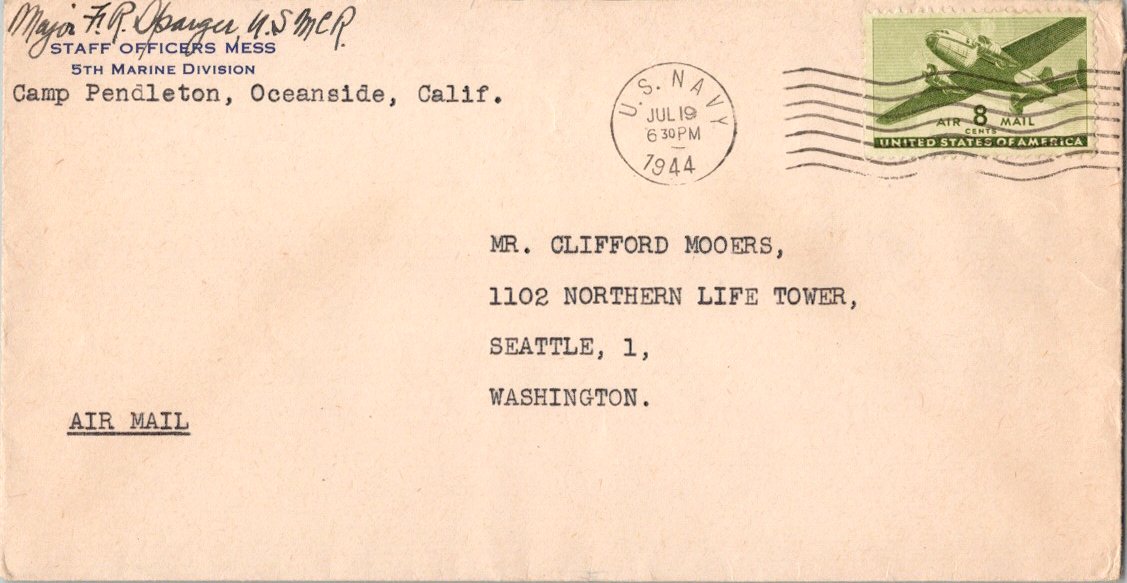 Major F. R. Sparger, U.S.M.C.R.
STAFF OFFICERS MESS
5TH MARINE DIVISION
Camp Pendleton, Oceanside, Calif.
U.S. NAVY
JUL 19
6 30 PM
1944
AIR 8 MAIL
CENTS
UNITED STATES OF AMERICA
MR. CLIFFORD MOOERS,
1102 NORTHERN LIFE TOWER,
SEATTLE, 1,
WASHINGTON.
AIR MAIL